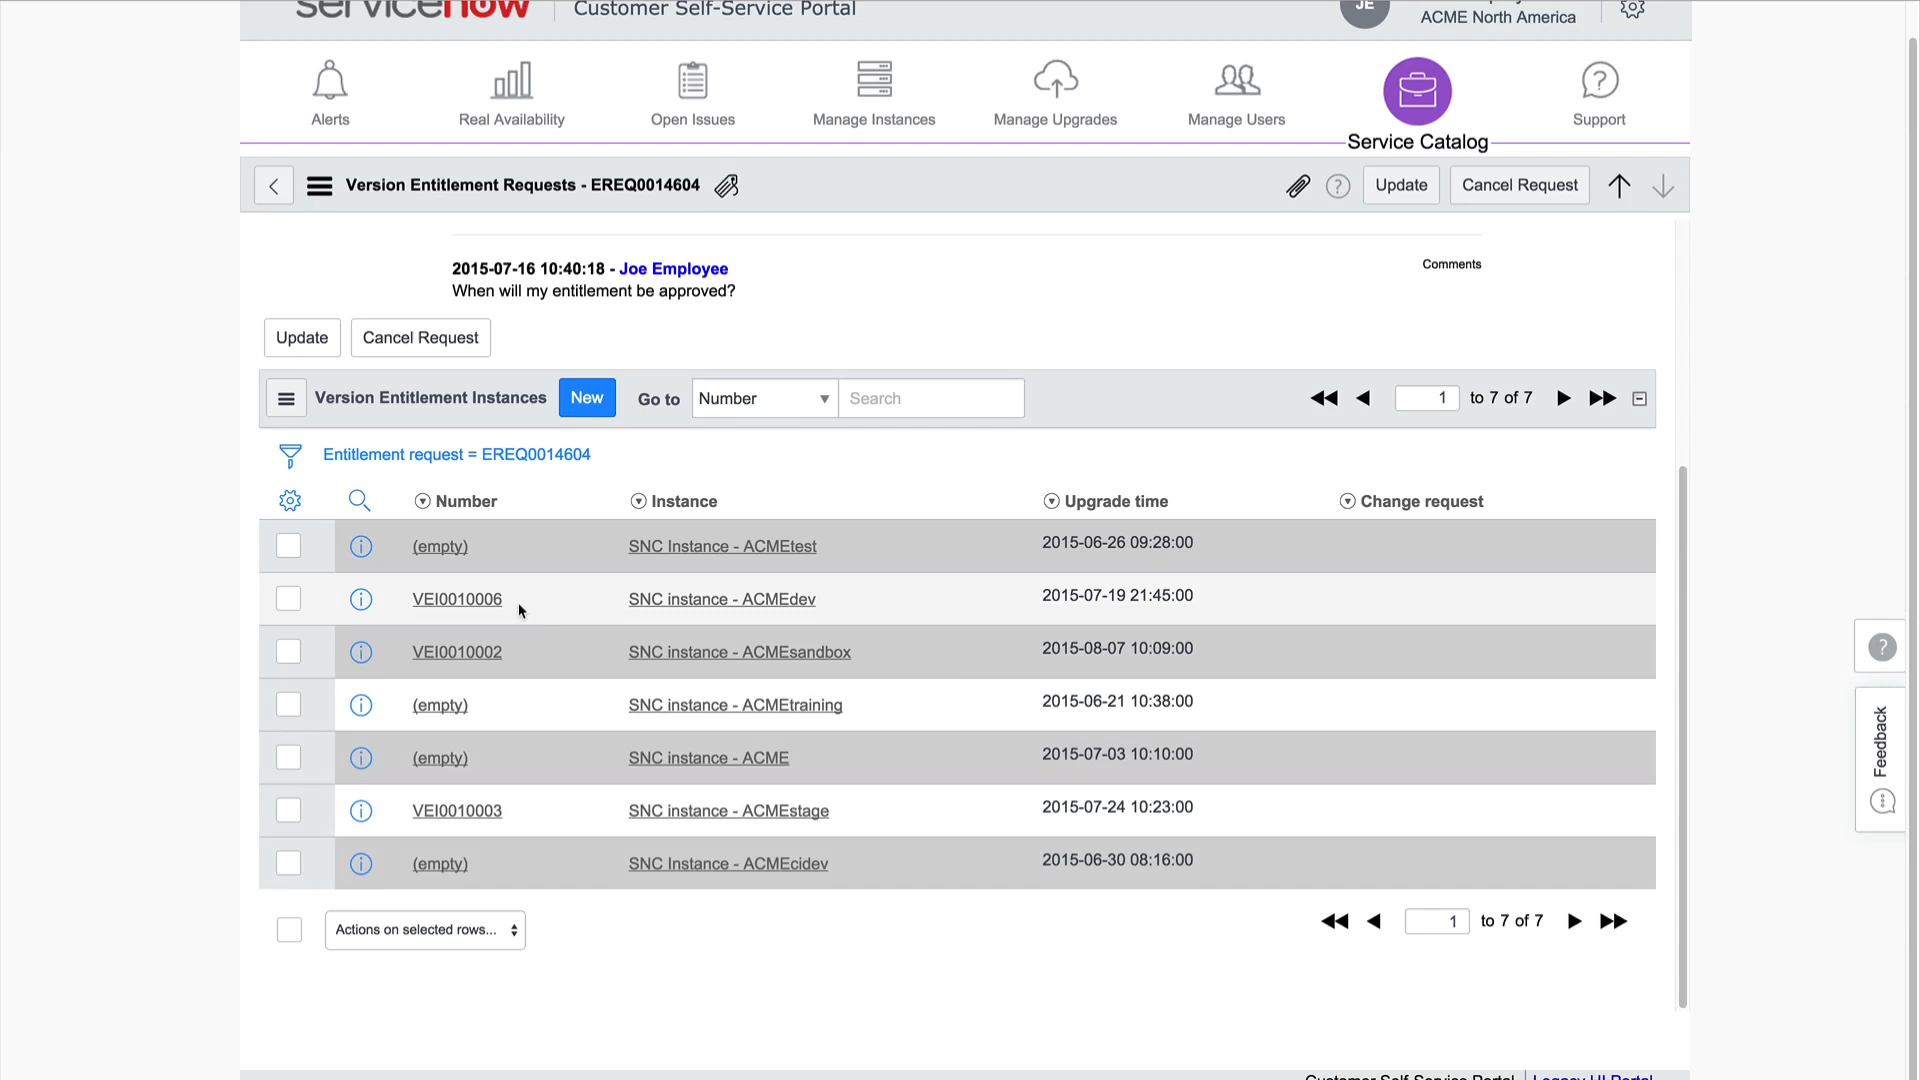 servicenow Customer Self-Service Portal
JE
ACME North America
Alerts
Real Availability
Open Issues
Manage Instances
Manage Upgrades
Manage Users
Service Catalog
Support
Version Entitlement Requests - EREQ0014604
Update Cancel Request
2015-07-16 10:40:18 - Joe Employee Comments
When will my entitlement be approved?
Update Cancel Request
Version Entitlement Instances New Go to Number Search 1 to 7 of 7
Entitlement request = EREQ0014604
Number Instance Upgrade time Change request
(empty) SNC Instance - ACMEtest 2015-06-26 09:28:00
VEI0010006 SNC instance - ACMEdev 2015-07-19 21:45:00
VEI0010002 SNC instance - ACMEsandbox 2015-08-07 10:09:00
(empty) SNC instance - ACMEtraining 2015-06-21 10:38:00
(empty) SNC instance - ACME 2015-07-03 10:10:00
VEI0010003 SNC instance - ACMEstage 2015-07-24 10:23:00
(empty) SNC Instance - ACMEcidev 2015-06-30 08:16:00
Actions on selected rows... 1 to 7 of 7
Feedback
Customer Self Service Portal Legacy UI Portal